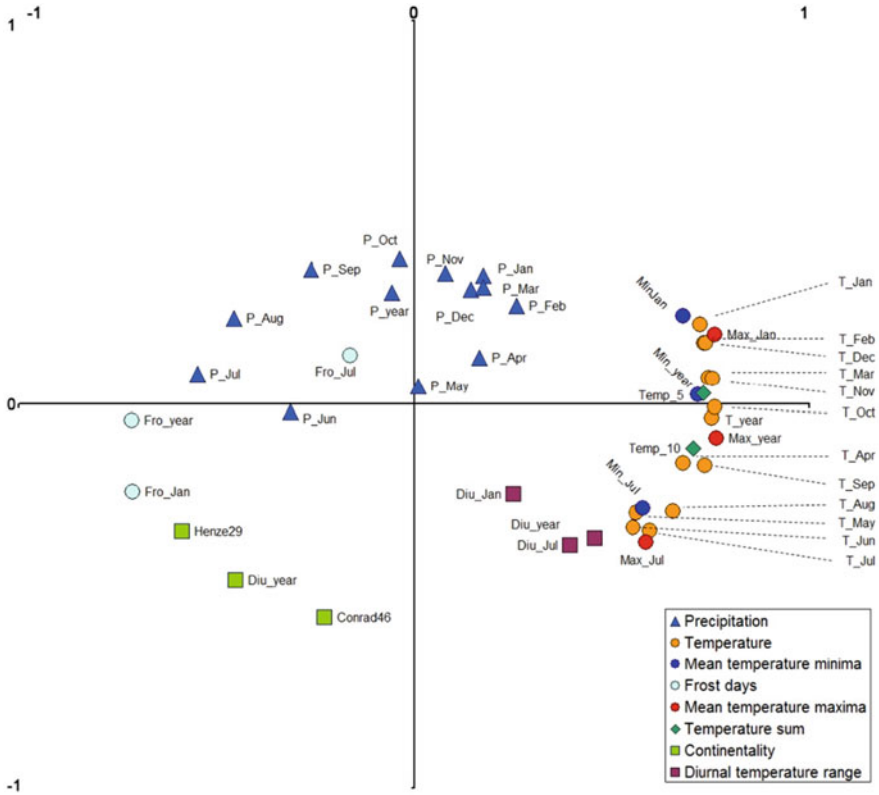 -1 0 1
1
P_Oct
P_Nov
P_Sep
P_Jan
T_Jan
MinJan
P_Mar
P_year
P_Dec
P_Feb
P_Aug
Max_Jan
T_Feb
T_Dec
Fro_Jul
P_Apr
Min_year
T_Mar
P_Jul
P_May
T_Nov
Temp_5
0
P_Jun
T_Oct
Fro_year
T_year
Max_year
Temp_10
T_Apr
T_Sep
Min_Jul
Fro_Jan
Diu_Jan
T_Aug
Henze29
Diu_year
T_May
T_Jun
Diu_Jul
Max_Jul
T_Jul
Diu_year
Conrad46
Precipitation
Temperature
Mean temperature minima
Frost days
Mean temperature maxima
Temperature sum
Continentality
Diurnal temperature range
-1